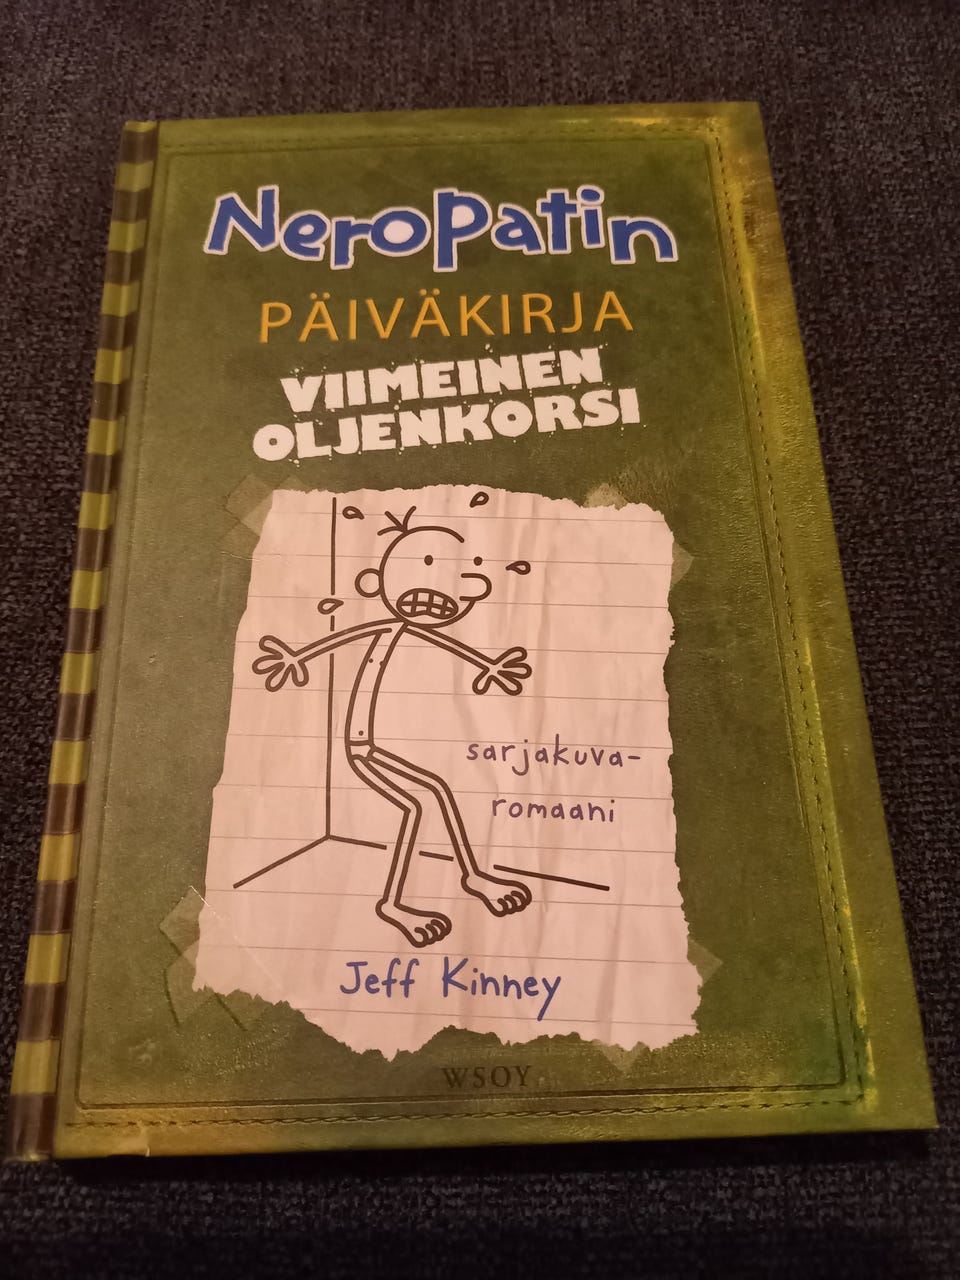 Neropatin
PÄIVÄKIRJA
VIIMEINEN
OLJENKORSI
sarjakuva-
romaani
Jeff Kinney
WSOY